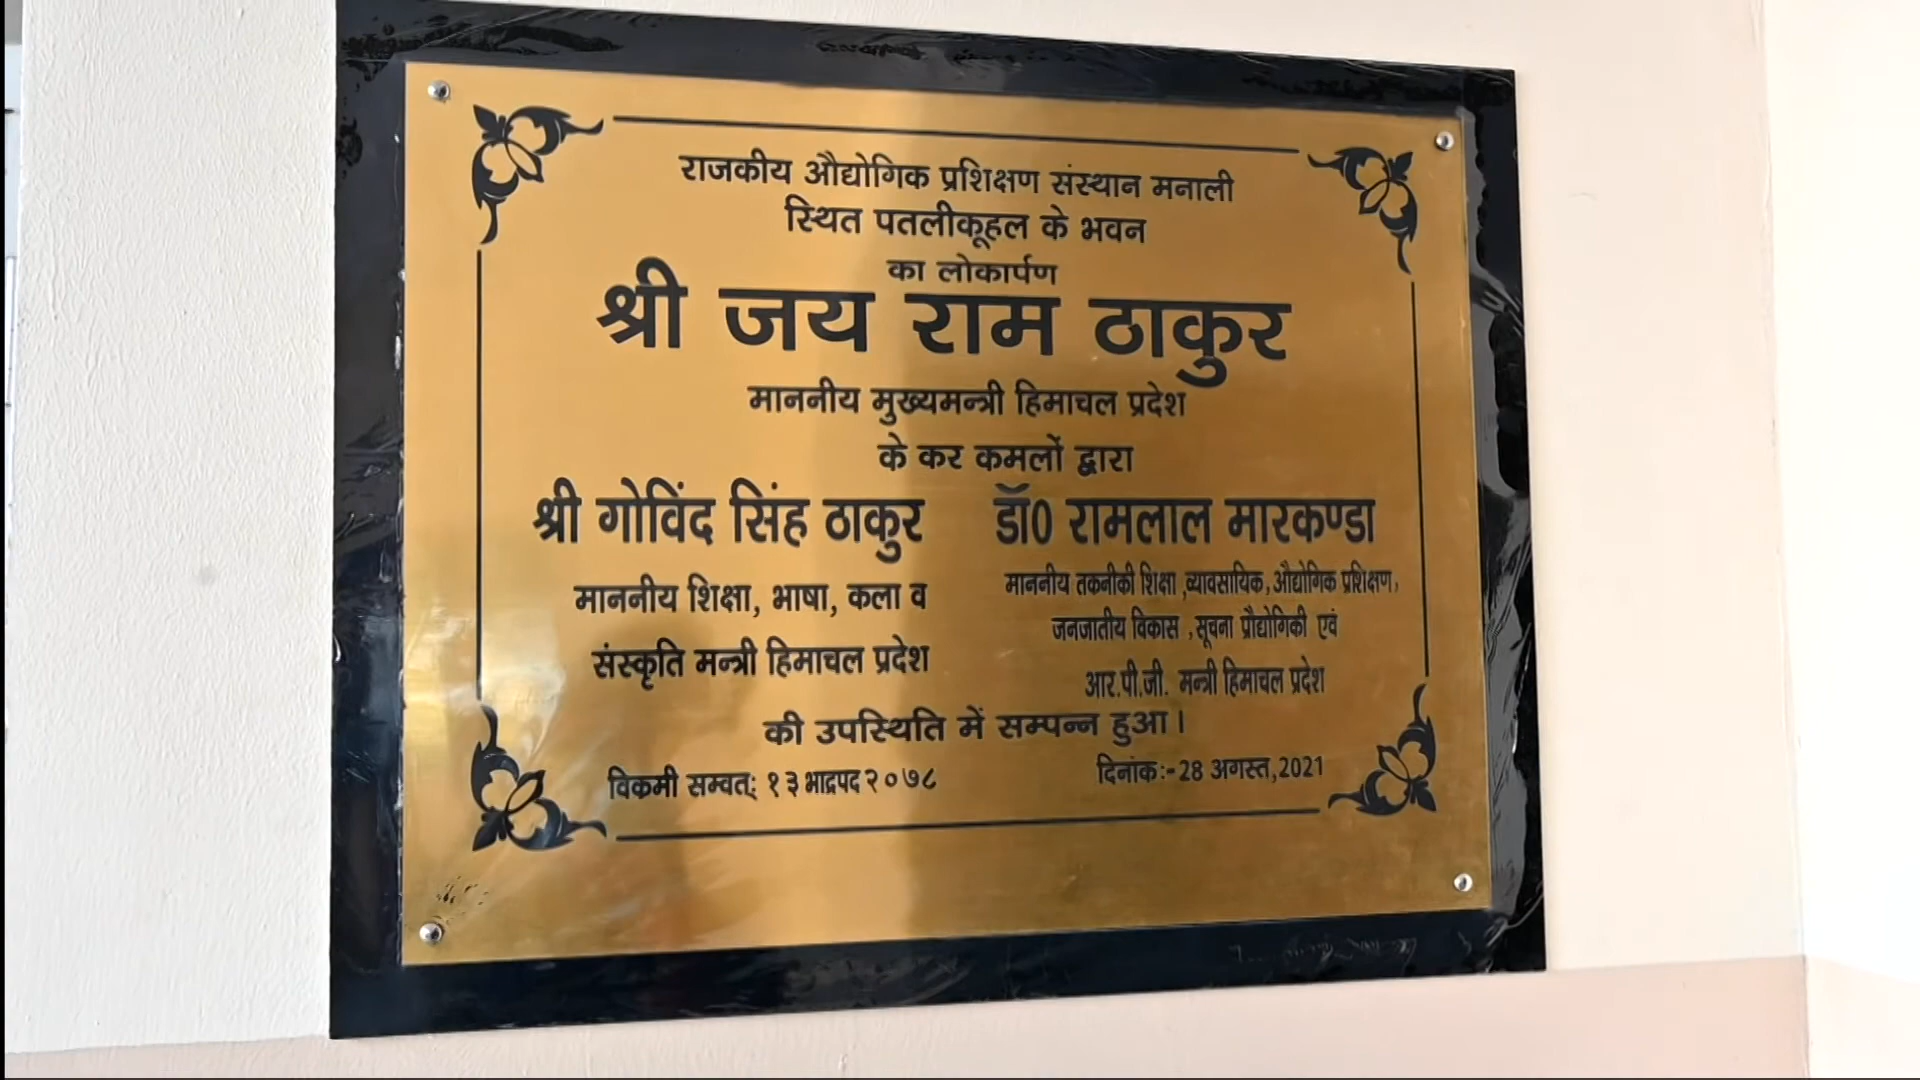 राजकीय औद्योगिक प्रशिक्षण संस्थान मनाली
स्थित पतलीकूहल के भवन
का लोकार्पण
श्री जय राम ठाकुर
माननीय मुख्यमन्त्री हिमाचल प्रदेश
के कर कमलों द्वारा
श्री गोविंद सिंह ठाकुर
माननीय शिक्षा, भाषा, कला व
संस्कृति मन्त्री हिमाचल प्रदेश
डॉ0 रामलाल मारकण्डा
माननीय तकनीकी शिक्षा ,व्यावसायिक,औद्योगिक प्रशिक्षण,
जनजातीय विकास ,सूचना प्रौद्योगिकी एवं
आर.पी.जी. मन्त्री हिमाचल प्रदेश
की उपस्थिति में सम्पन्न हुआ।
विकमी सम्वत्: १३ भाद्रपद २०७८
दिनांक:-28 अगस्त,2021